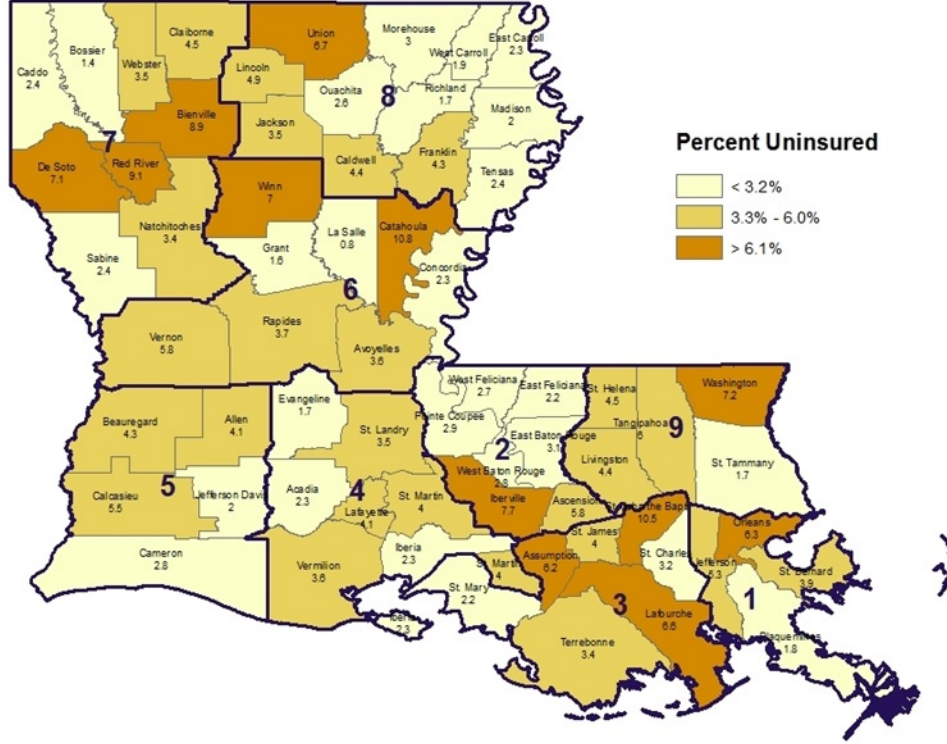 Caddo
2.4
Bossier
1.4
Webster
3.5
Claiborne
4.5
Union
6.7
Morehouse
3
West Carroll
1.9
East Carroll
2.3
Lincoln
4.9
Ouachita
2.6
8
Richland
1.7
Madison
2
Bienville
8.9
Jackson
3.5
7
De Soto
7.1
Red River
9.1
Caldwell
4.4
Franklin
4.3
Tensas
2.4
Winn
7
Natchitoches
3.4
Sabine
2.4
Grant
1.6
La Salle
0.8
Catahoula
10.8
Concordia
2.3
6
Vernon
5.8
Rapides
3.7
Avoyelles
3.6
Percent Uninsured
< 3.2%
3.3% - 6.0%
> 6.1%
Beauregard
4.3
Allen
4.1
Evangeline
1.7
St. Landry
3.5
Pointe Coupee
2.9
West Feliciana
2.7
East Feliciana
2.2
St. Helena
4.5
Tangipahoa
6
9
Washington
7.2
East Baton Rouge
3.1
2
Livingston
4.4
St. Tammany
1.7
West Baton Rouge
2.8
Calcasieu
5.5
5
Jefferson Davi
2
Acadia
2.3
4
Lafayette
4.1
St. Martin
4
Iberville
7.7
Ascension
5.8
10.5
Orleans
6.3
Cameron
2.8
Vermilion
3.6
Iberia
2.3
St. Martin
4
Assumption
6.2
St. James
4
St. Charles
3.2
Jefferson
5.3
St. Bernard
3.9
St. Mary
2.2
Iberia
2.3
3
Lafourche
6.6
1
Plaquemines
1.8
Terrebonne
3.4